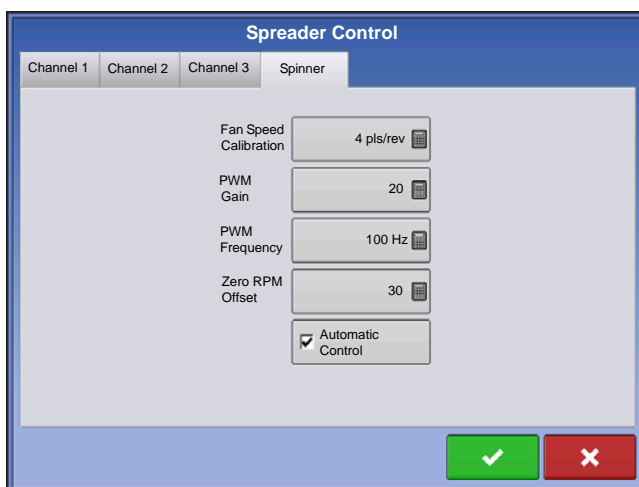 Spreader Control
Channel 1
Channel 2
Channel 3
Spinner
Fan Speed
Calibration
4 pls/rev
PWM
Gain
20
PWM
Frequency
100 Hz
Zero RPM
Offset
30
Automatic
Control